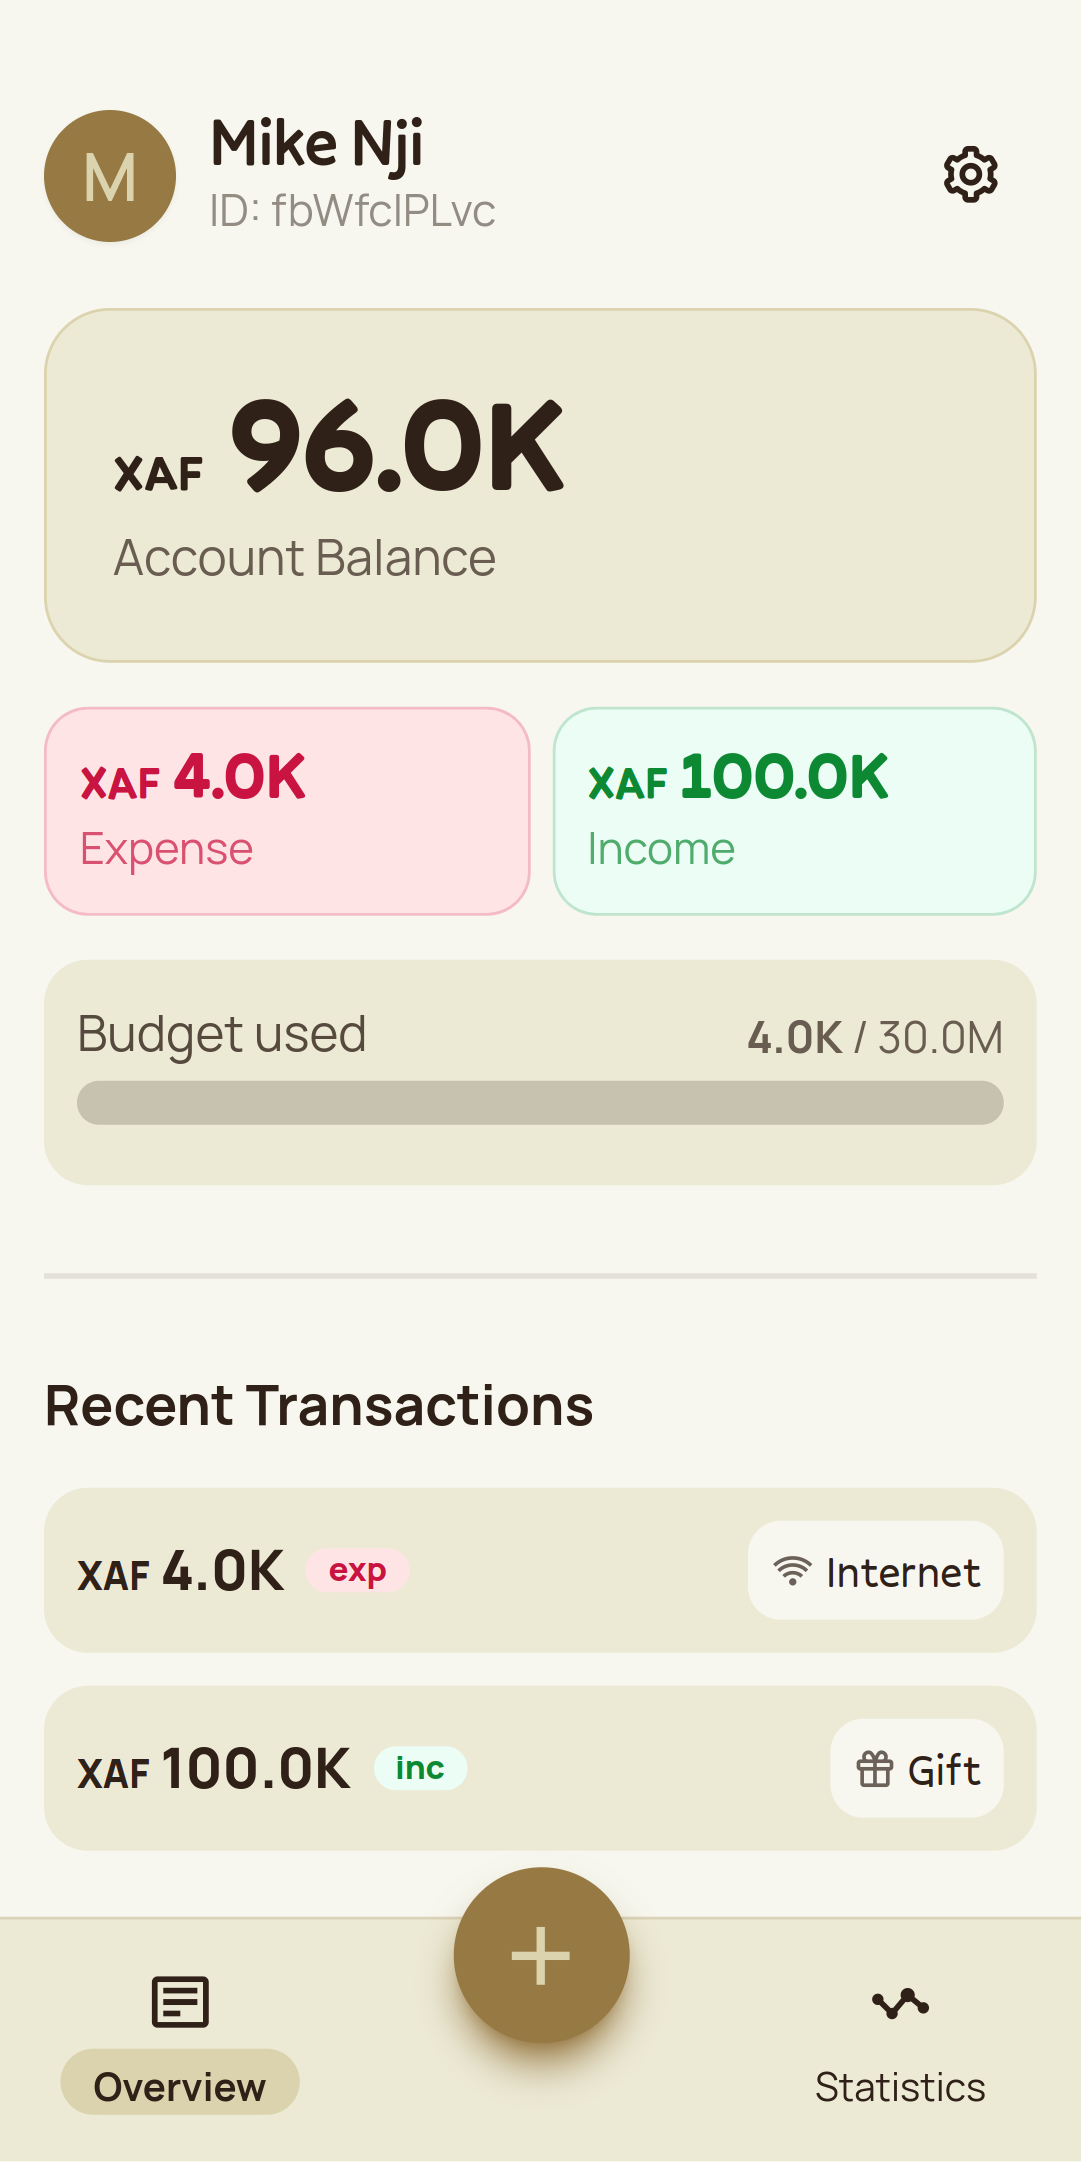 M
Mike Nji
ID: fbWfcIPLvc
XAF 96.0K
Account Balance
XAF 4.0K
Expense
XAF 100.0K
Income
Budget used
4.0K / 30.0M
Recent Transactions
XAF 4.0K exp
Internet
XAF 100.0K inc
Gift
Overview
Statistics